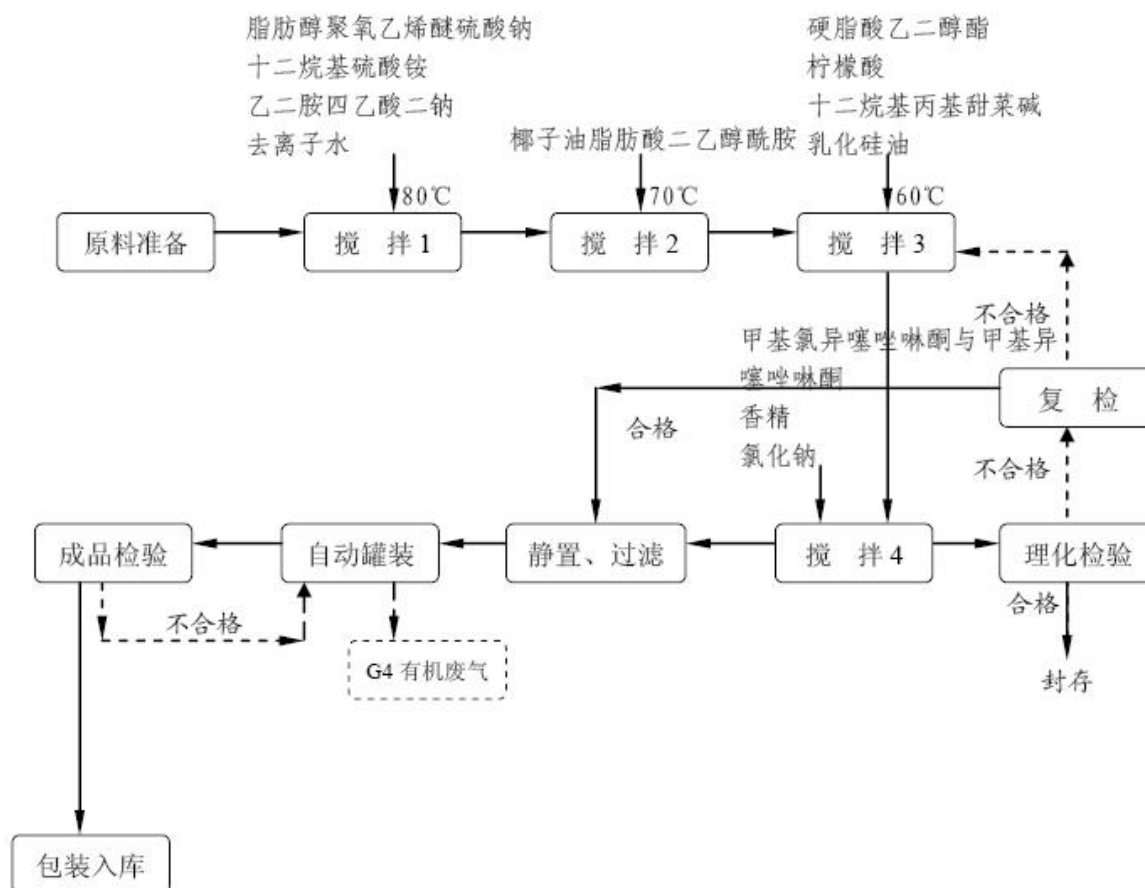 脂肪醇聚氧乙烯醚硫酸钠
十二烷基硫酸铵
乙二胺四乙酸二钠
去离子水
椰子油脂肪酸二乙醇酰胺
硬脂酸乙二醇酯
柠檬酸
十二烷基丙基甜菜碱
乳化硅油
80℃
70℃
60℃
原料准备
搅 拌 1
搅 拌 2
搅 拌 3
不合格
甲基氯异噻唑啉酮与甲基异
噻唑啉酮
香精
氯化钠
复 检
合格
不合格
成品检验
自动罐装
静置、过滤
搅 拌 4
理化检验
合格
不合格
G4 有机废气
封存
包装入库